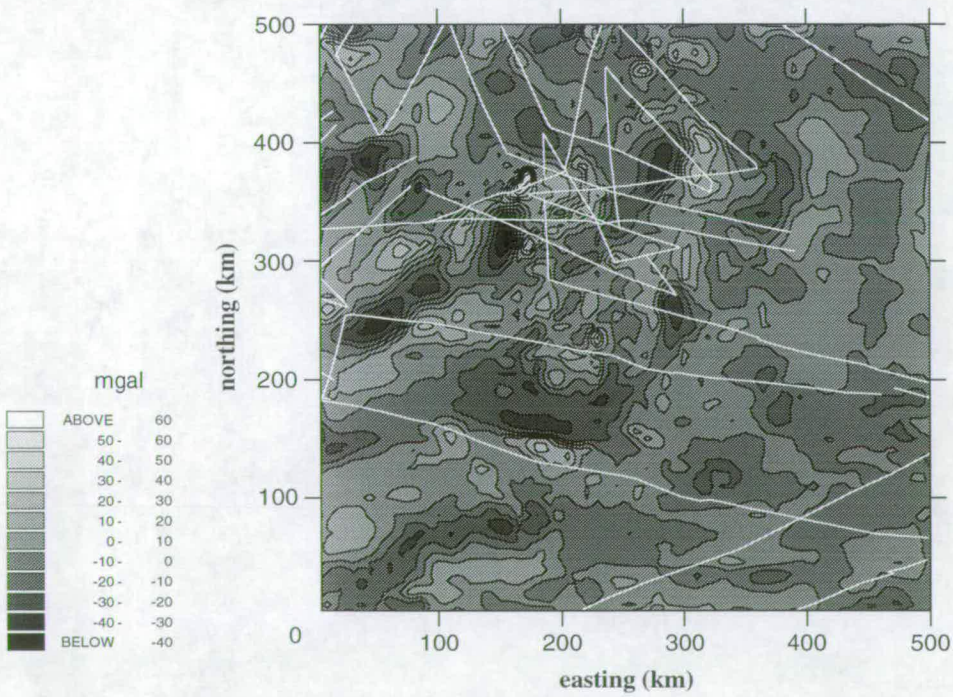 500
400
300
200
100
0
northing (km)
100
200
300
400
500
easting (km)
mgal
ABOVE 60
50 - 60
40 - 50
30 - 40
20 - 30
10 - 20
0 - 10
-10 - 0
-20 - -10
-30 - -20
-40 - -30
BELOW -40